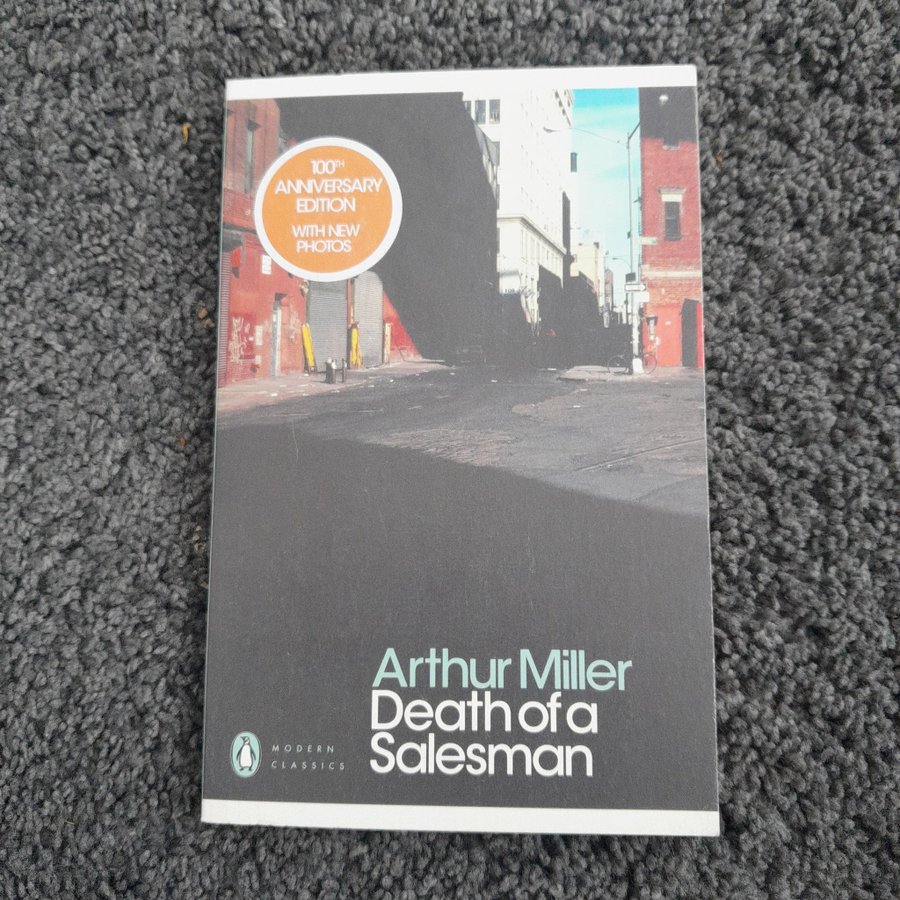 100TH
ANNIVERSARY
EDITION
WITH NEW
PHOTOS
Arthur Miller
Death of a
Salesman
MODERN
CLASSICS